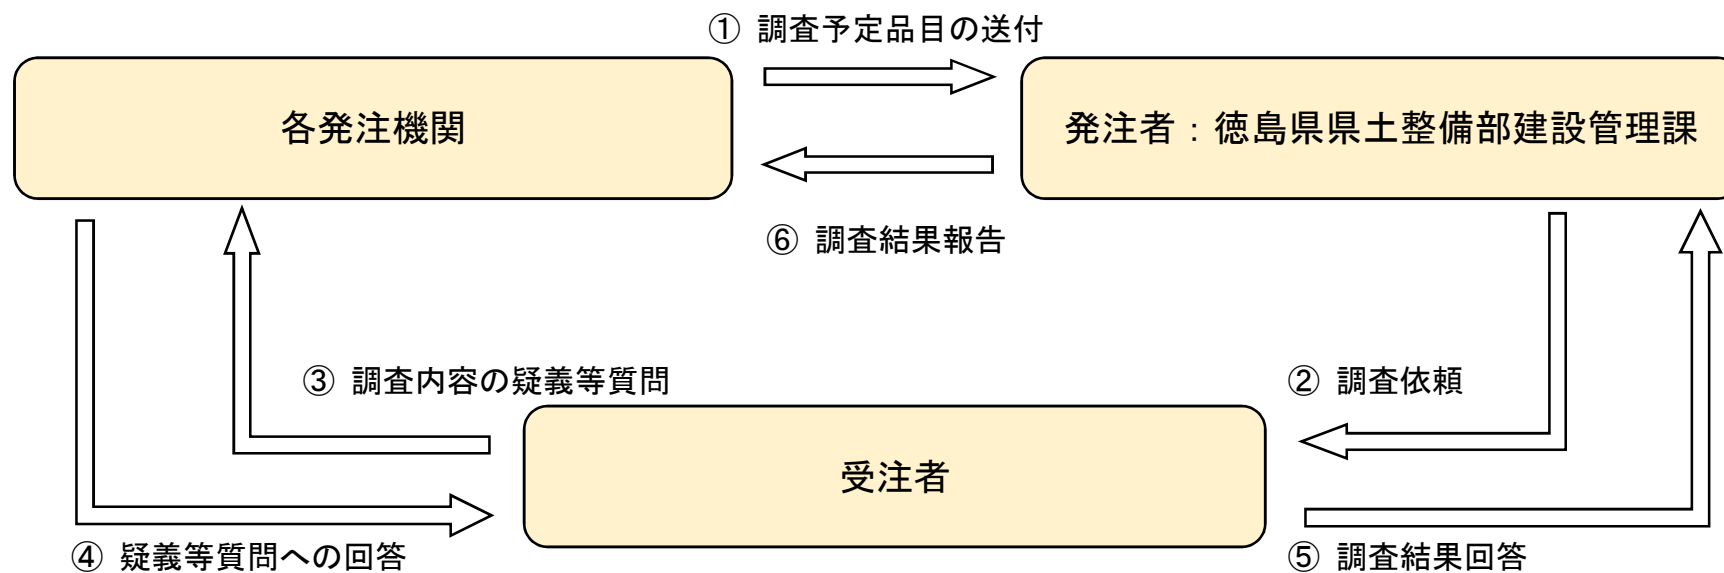 ① 調査予定品目の送付
各発注機関
発注者：徳島県県土整備部建設管理課
⑥ 調査結果報告
③ 調査内容の疑義等質問
② 調査依頼
受注者
④ 疑義等質問への回答
⑤ 調査結果回答